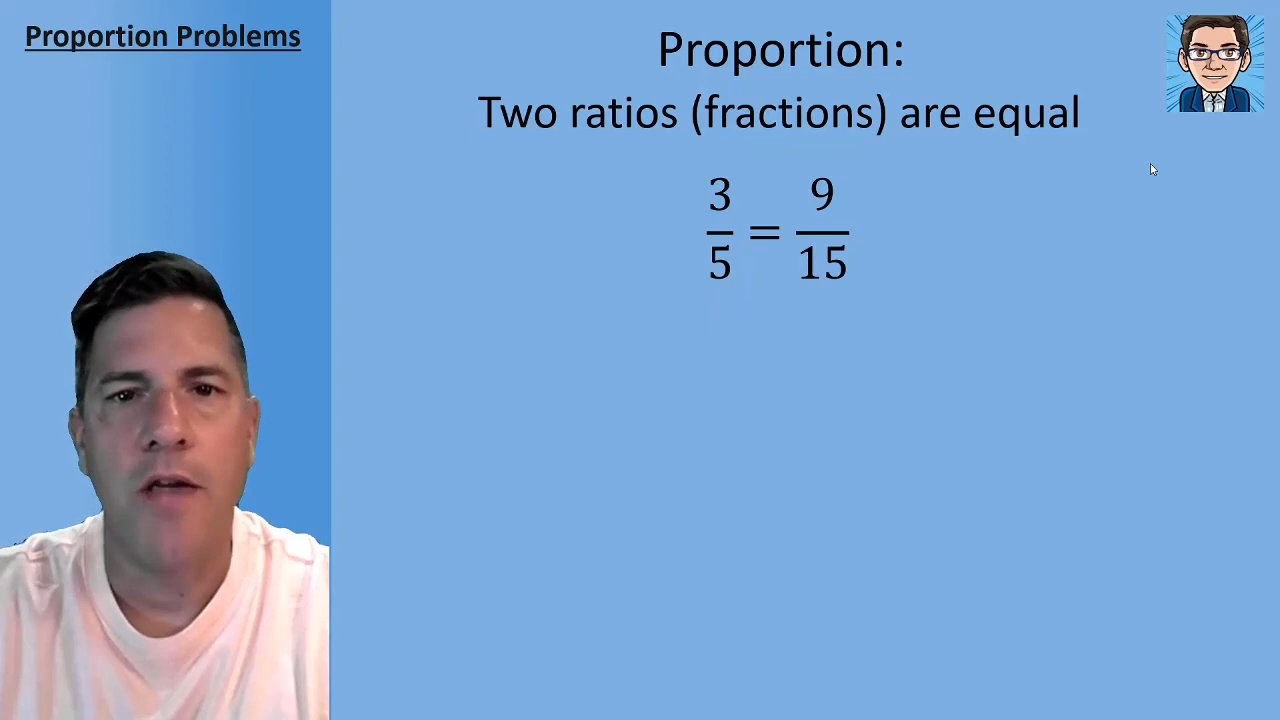 Proportion Problems
Proportion:
Two ratios (fractions) are equal
3/5 = 9/15